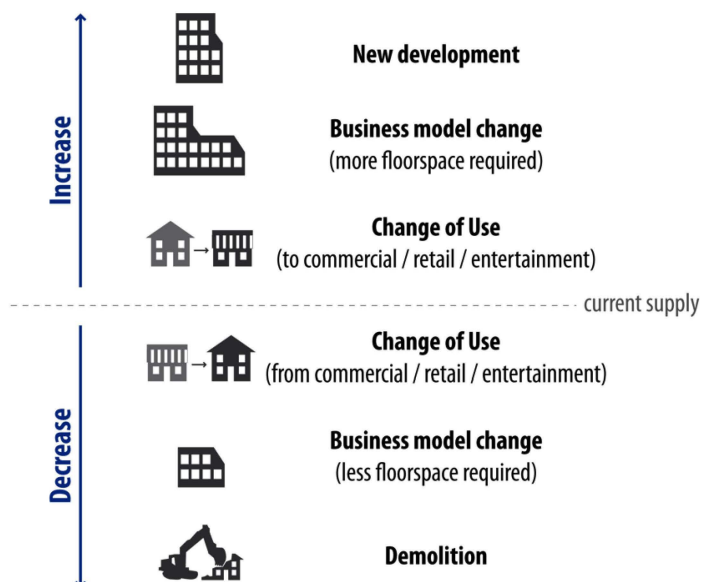 New development
Business model change
(more floorspace required)
Increase
Change of Use
(to commercial / retail / entertainment)
current supply
Change of Use
(from commercial / retail / entertainment)
Decrease
Business model change
(less floorspace required)
Demolition